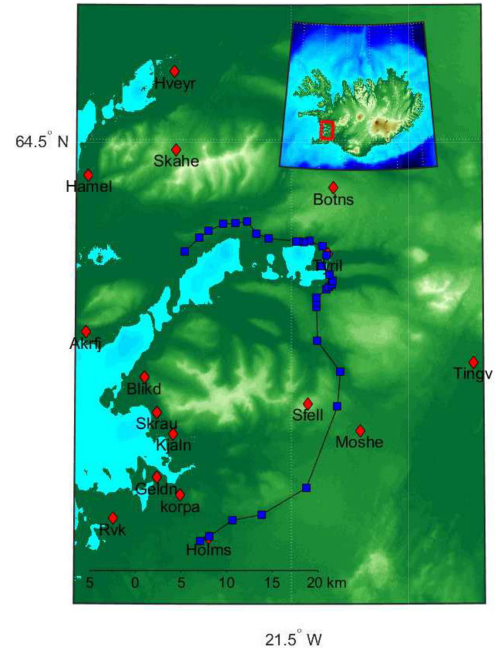 Hveyr
64.5° N
Skahe
Hamel
Botns
Tyril
Akrfj
Tingv
Blikd
Sfell
Skrau
Moshe
Kjaln
Geldn
korpa
Rvk
Holms
5 0 5 10 15 20 km
21.5° W